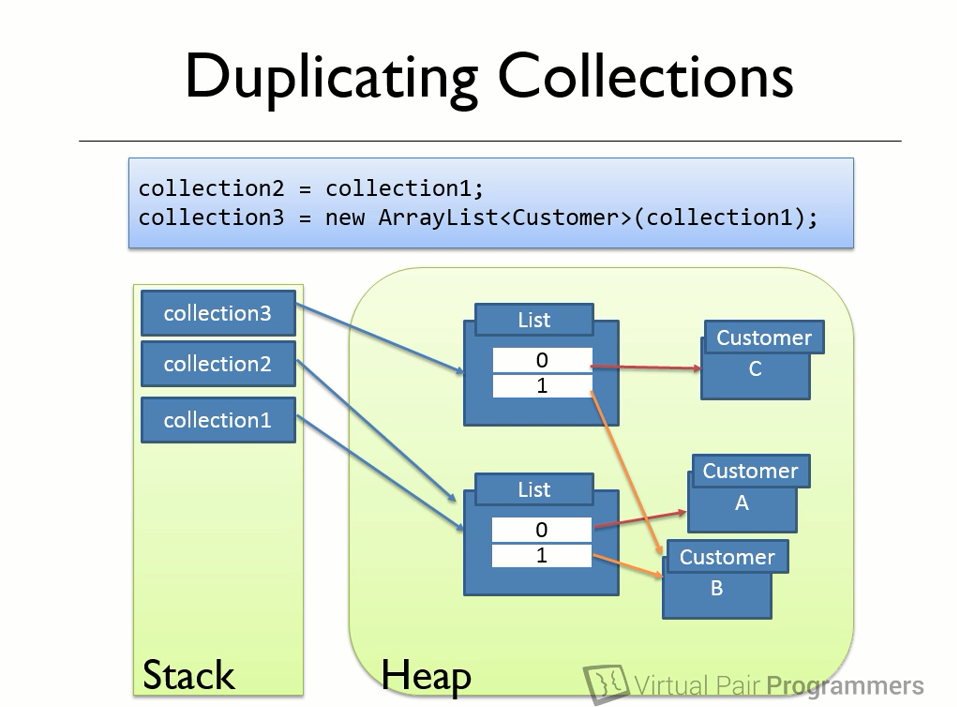 Duplicating Collections
collection2 = collection1;
collection3 = new ArrayList<Customer>(collection1);
collection3
collection2
collection1
Stack
List
0
1
Customer
C
List
0
1
Customer
A
Customer
B
Heap
Virtual Pair Programmers